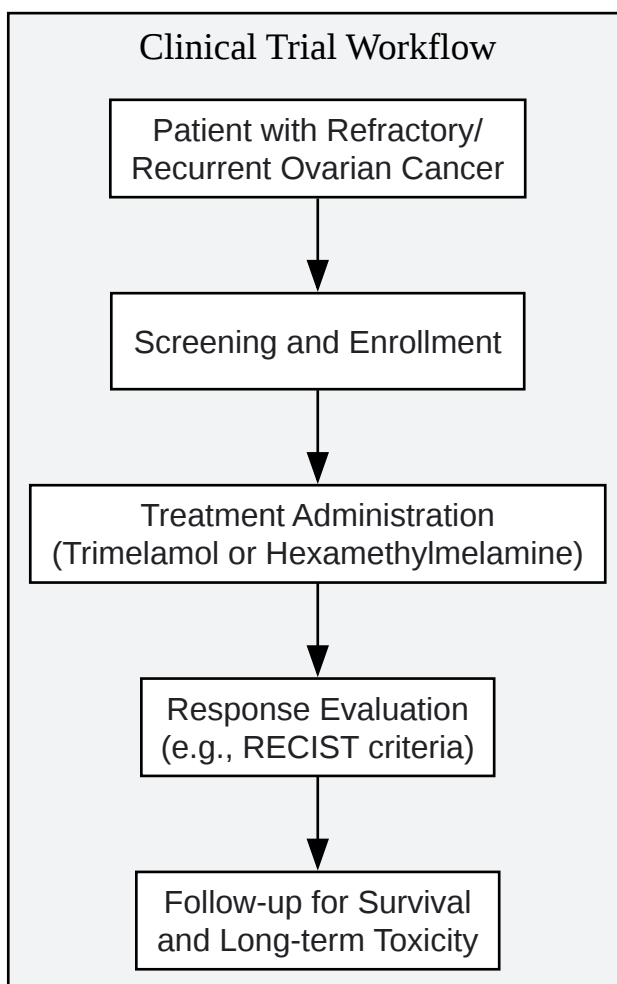 Clinical Trial Workflow
Patient with Refractory/
Recurrent Ovarian Cancer
Screening and Enrollment
Treatment Administration
(Trimelamol or Hexamethylmelamine)
Response Evaluation
(e.g., RECIST criteria)
Follow-up for Survival
and Long-term Toxicity